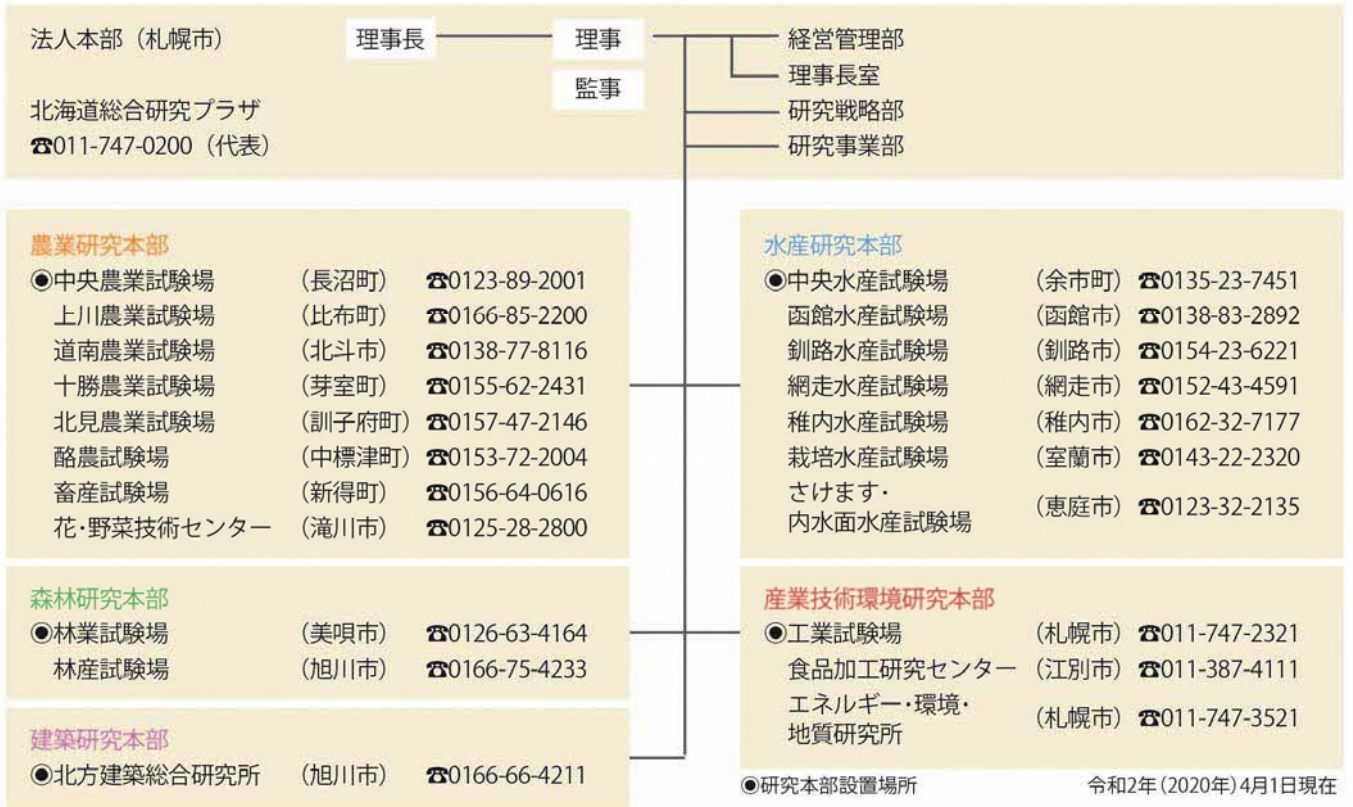 法人本部（札幌市）
理事長
理事
監事
経営管理部
理事長室
研究戦略部
研究事業部
北海道総合研究プラザ
☎011-747-0200（代表）
農業研究本部
◉中央農業試験場 （長沼町） ☎0123-89-2001
上川農業試験場 （比布町） ☎0166-85-2200
道南農業試験場 （北斗市） ☎0138-77-8116
十勝農業試験場 （芽室町） ☎0155-62-2431
北見農業試験場 （訓子府町） ☎0157-47-2146
酪農試験場 （中標津町） ☎0153-72-2004
畜産試験場 （新得町） ☎0156-64-0616
花・野菜技術センター （滝川市） ☎0125-28-2800
水産研究本部
◉中央水産試験場 （余市町） ☎0135-23-7451
函館水産試験場 （函館市） ☎0138-83-2892
釧路水産試験場 （釧路市） ☎0154-23-6221
網走水産試験場 （網走市） ☎0152-43-4591
稚内水産試験場 （稚内市） ☎0162-32-7177
栽培水産試験場 （室蘭市） ☎0143-22-2320
さけます・
内水面水産試験場 （恵庭市） ☎0123-32-2135
森林研究本部
◉林業試験場 （美唄市） ☎0126-63-4164
林産試験場 （旭川市） ☎0166-75-4233
産業技術環境研究本部
◉工業試験場 （札幌市） ☎011-747-2321
食品加工研究センター （江別市） ☎011-387-4111
エネルギー・環境・
地質研究所 （札幌市） ☎011-747-3521
建築研究本部
◉北方建築総合研究所 （旭川市） ☎0166-66-4211
◉研究本部設置場所 令和2年（2020年）4月1日現在